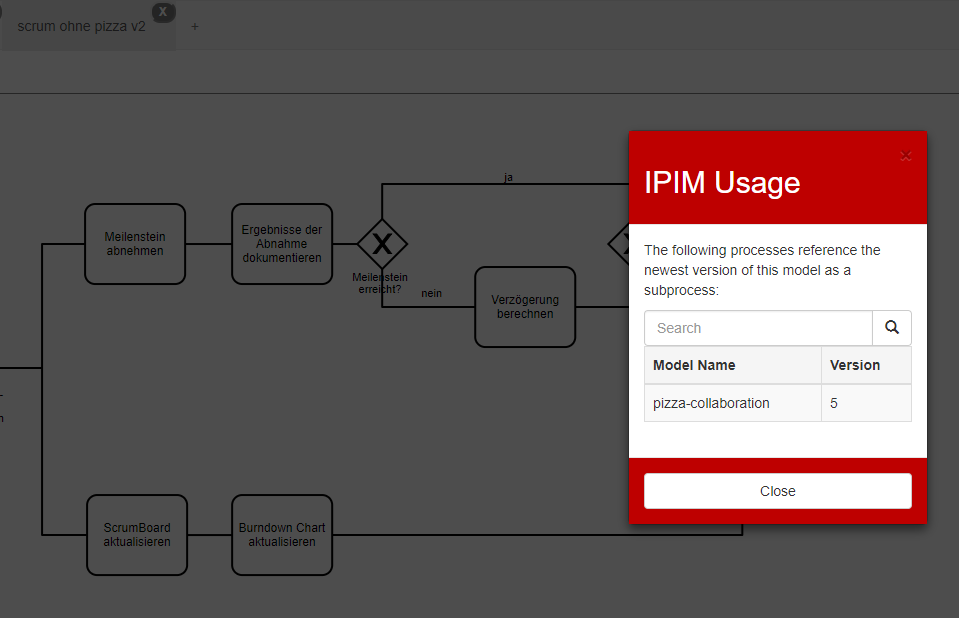 scrum ohne pizza v2
X
+
IPIM Usage
×
The following processes reference the
newest version of this model as a
subprocess:
Search
Model Name Version
pizza-collaboration 5
Close
ja
Meilenstein
abnehmen
Ergebnisse der
Abnahme
dokumentieren
X
Meilenstein
erreicht?
nein
Verzögerung
berechnen
ScrumBoard
aktualisieren
Burndown Chart
aktualisieren